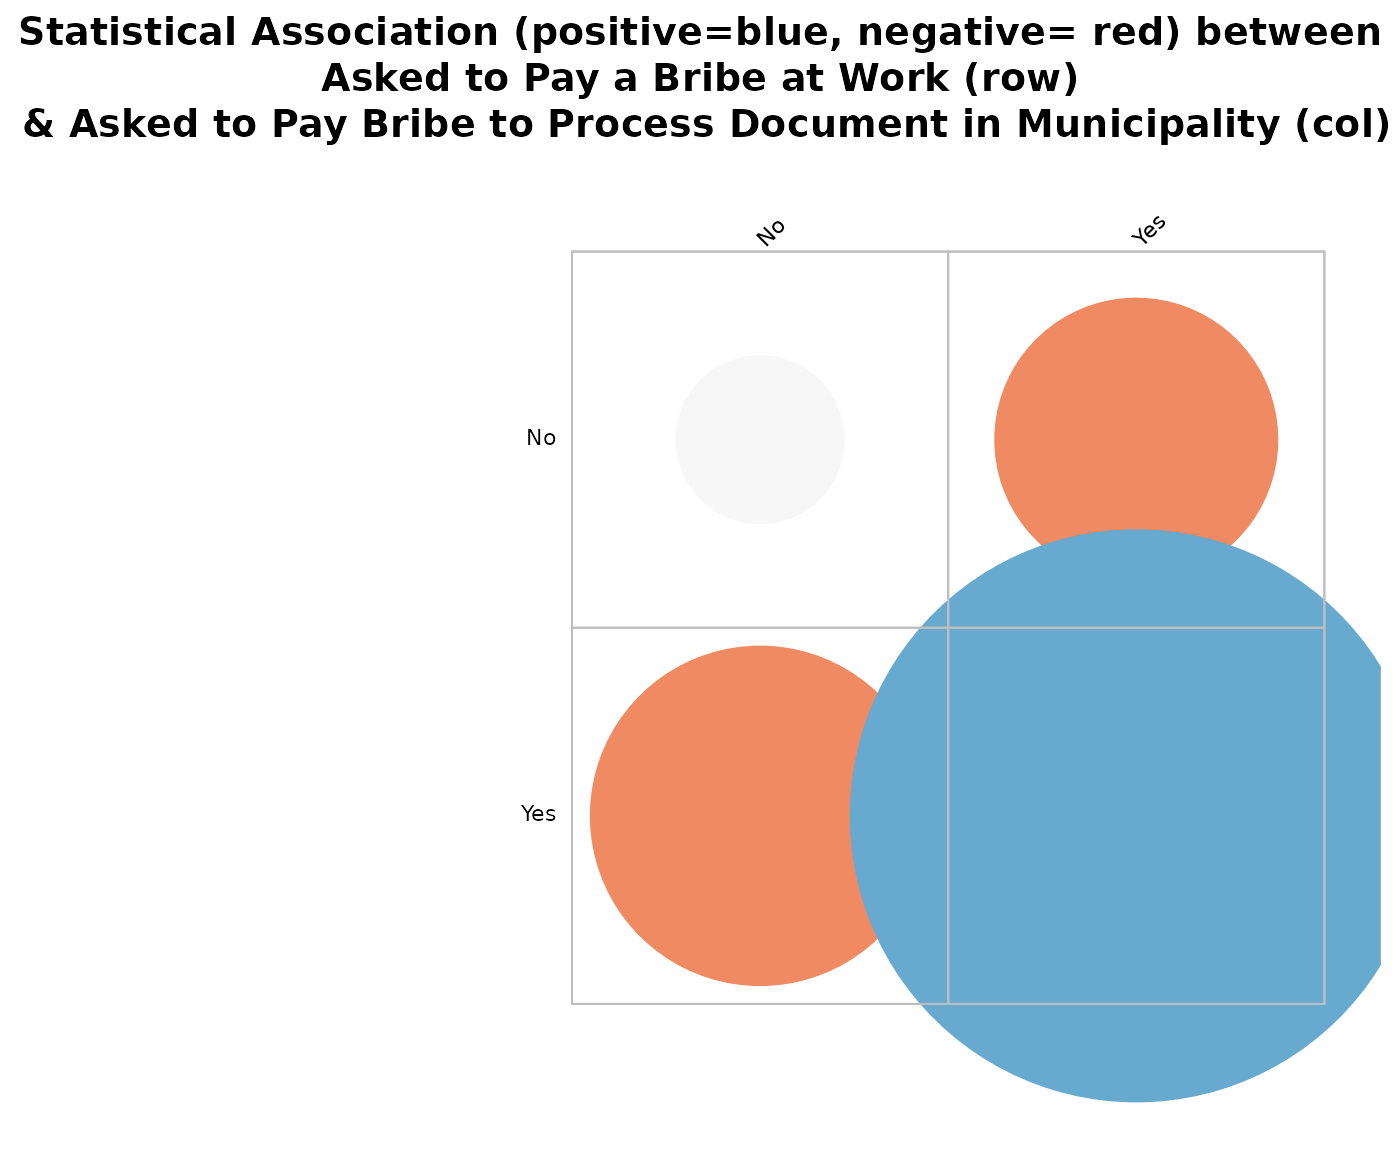 Statistical Association (positive=blue, negative= red) between
Asked to Pay a Bribe at Work (row)
& Asked to Pay Bribe to Process Document in Municipality (col)
No
Yes
No
Yes